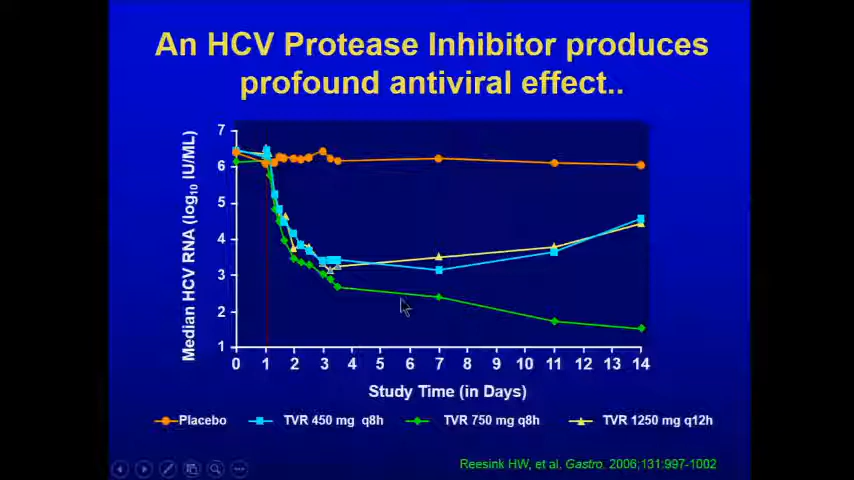 An HCV Protease Inhibitor produces
profound antiviral effect..
Median HCV RNA (log10 IU/ML)
7
6
5
4
3
2
1
0 1 2 3 4 5 6 7 8 9 10 11 12 13 14
Study Time (in Days)
Placebo TVR 450 mg q8h TVR 750 mg q8h TVR 1250 mg q12h
Reesink HW, et al. Gastro. 2006;131:997-1002